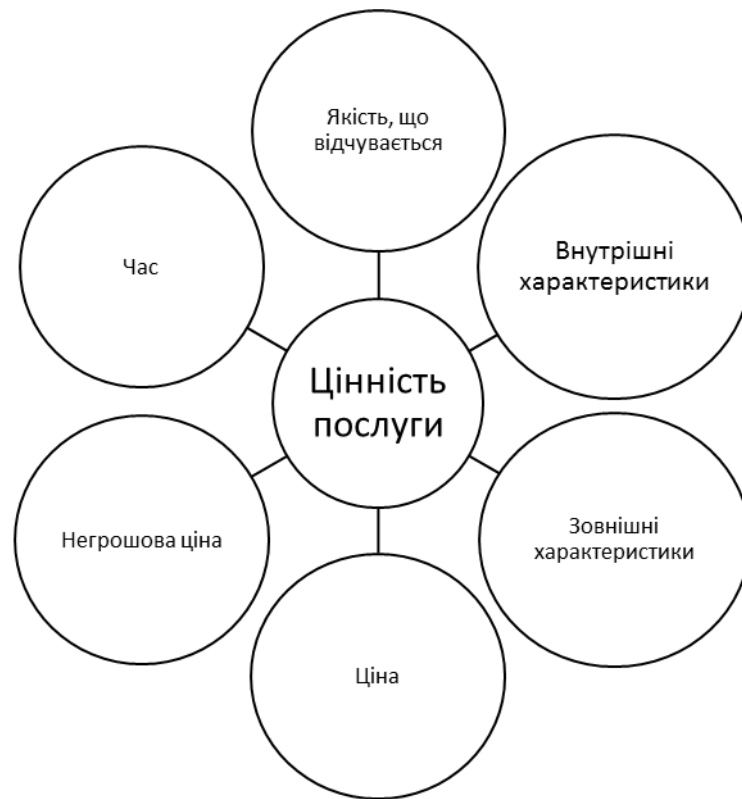 Якість, що
відчувається
Внутрішні
характеристики
Зовнішні
характеристики
Ціна
Негрошова ціна
Час
Цінність
послуги